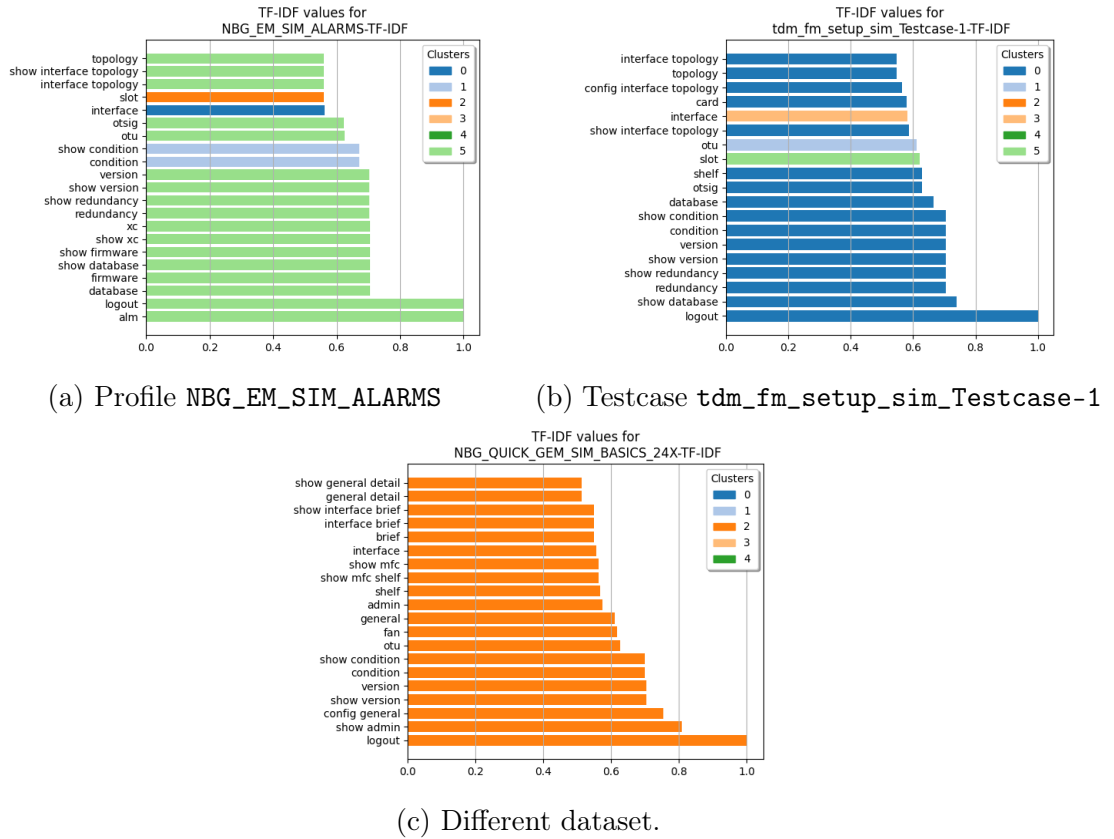 TF-IDF values for
NBG_EM_SIM_ALARMS-TF-IDF
topology
show interface topology
interface topology
slot
interface
otsig
otu
show condition
condition
version
show version
show redundancy
redundancy
xc
show xc
show firmware
show database
firmware
database
logout
alm
Clusters
0
1
2
3
4
5
0.0 0.2 0.4 0.6 0.8 1.0
(a) Profile NBG_EM_SIM_ALARMS
TF-IDF values for
tdm_fm_setup_sim_Testcase-1-TF-IDF
interface topology
topology
config interface topology
card
interface
show interface topology
otu
slot
shelf
otsig
database
show condition
condition
version
show version
show redundancy
redundancy
show database
logout
Clusters
0
1
2
3
4
5
0.0 0.2 0.4 0.6 0.8 1.0
(b) Testcase tdm_fm_setup_sim_Testcase-1
TF-IDF values for
NBG_QUICK_GEM_SIM_BASICS_24X-TF-IDF
show general detail
general detail
show interface brief
interface brief
brief
interface
show mfc
show mfc shelf
shelf
admin
general
fan
otu
show condition
condition
version
show version
config general
show admin
logout
Clusters
0
1
2
3
4
0.0 0.2 0.4 0.6 0.8 1.0
(c) Different dataset.